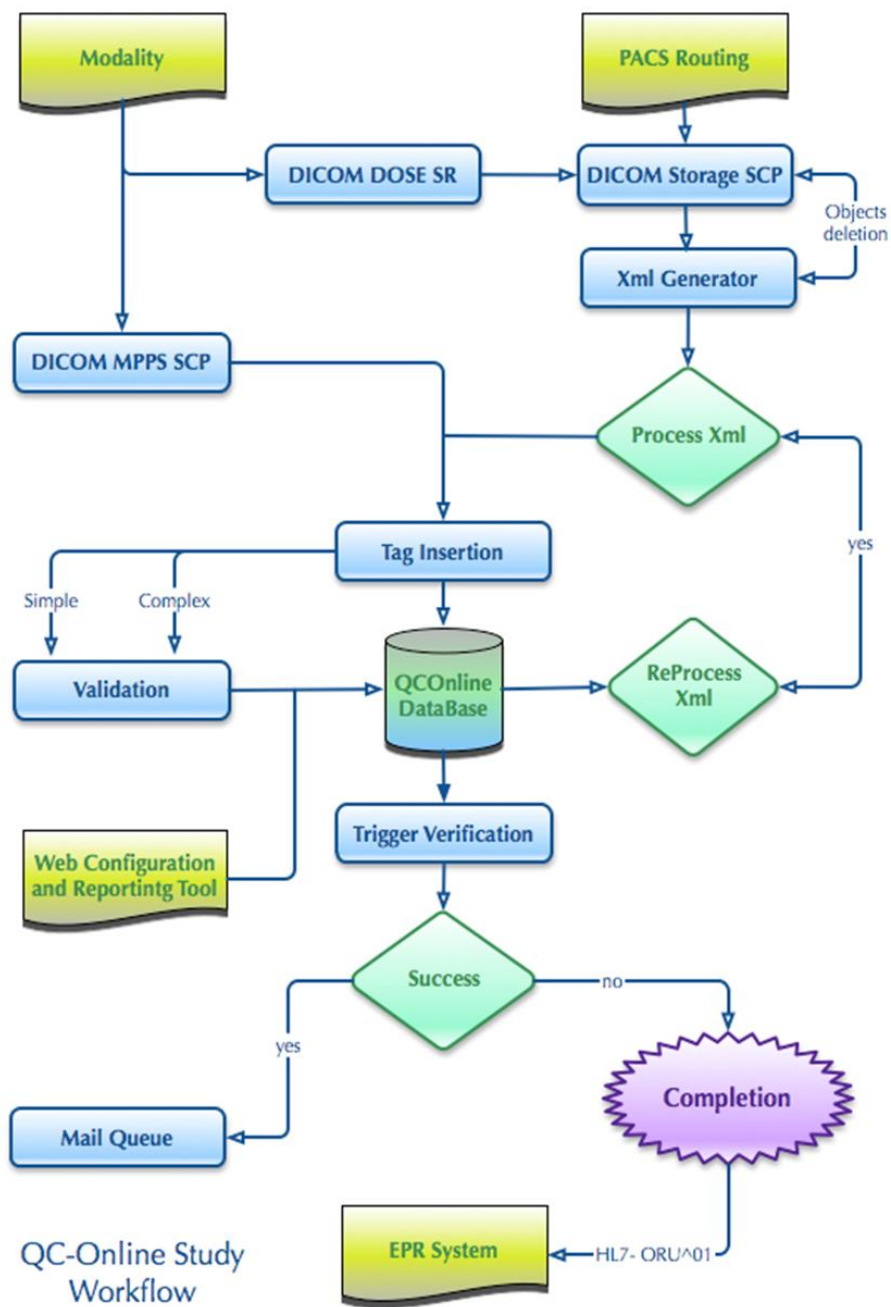 Modality
PACS Routing
DICOM DOSE SR
DICOM Storage SCP
Objects
deletion
Xml Generator
DICOM MPPS SCP
Process Xml
Tag Insertion
yes
Simple
Complex
Validation
QCOnline
DataBase
ReProcess
Xml
Trigger Verification
Web Configuration
and Reportintg Tool
Success
no
yes
Completion
Mail Queue
EPR System
HL7- ORU^01
QC-Online Study
Workflow